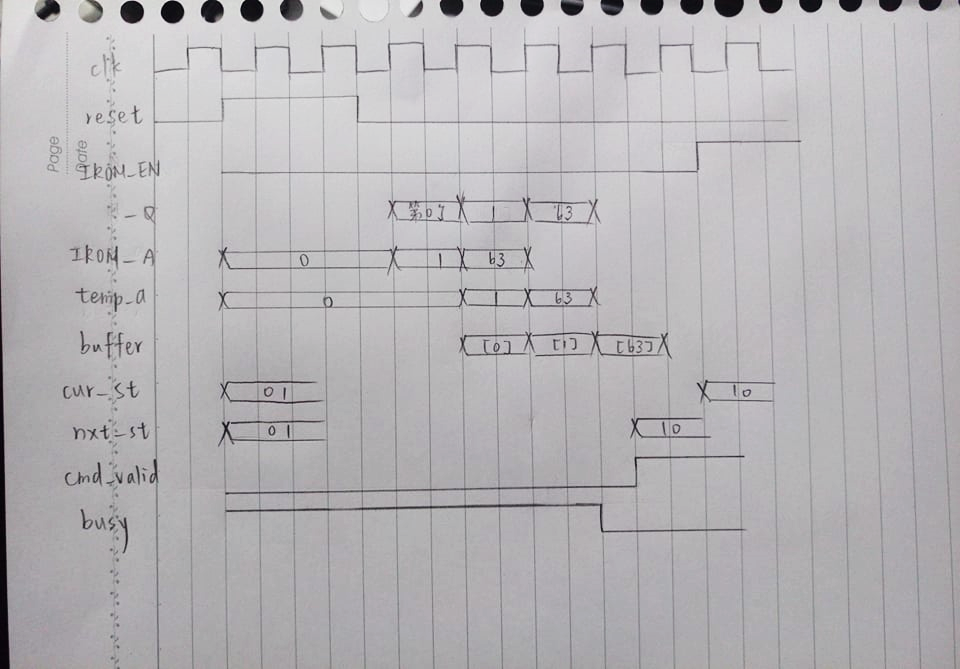 clk
reset
IROM_EN
_Q 第0个 1 63
IROM_A 0 1 63
temp_a 0 1 63
buffer [0] [1] [63]
cur_st 01 10
nxt_st 01 10
cmd_valid
busy
Page
Date